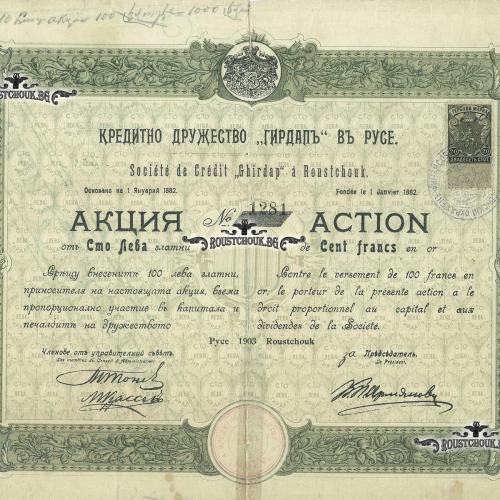 КРЕДИТНО ДРУЖЕСТВО „ГИРДАПЪ" ВЪ РУСЕ.
Société de Crédit „Ghirdap" à Roustchouk.
Основано на 1 Януарий 1882.
Fondée le 1 Janvier 1882.
АКЦИЯ
№ 1281
ACTION
отъ Сто Лева златни
de Cent francs en or
Срѣщу внесенитѣ 100 лева златни,
приносителя на настоящата акция, взема
пропорционално участие въ капитала и
печалбитѣ на дружеството
Contre le versement de 100 francs en
or, le porteur de la présente action a le
droit proportionnel au capital et aux
dividendes de la Société.
Русе 1903 Roustchouk
Членове отъ управителний съвѣтъ
за Прѣдсѣдатель.
Le Président.
ROUSTCHOUK.BG
ROUSTCHOUK.BG
ROUSTCHOUK.BG